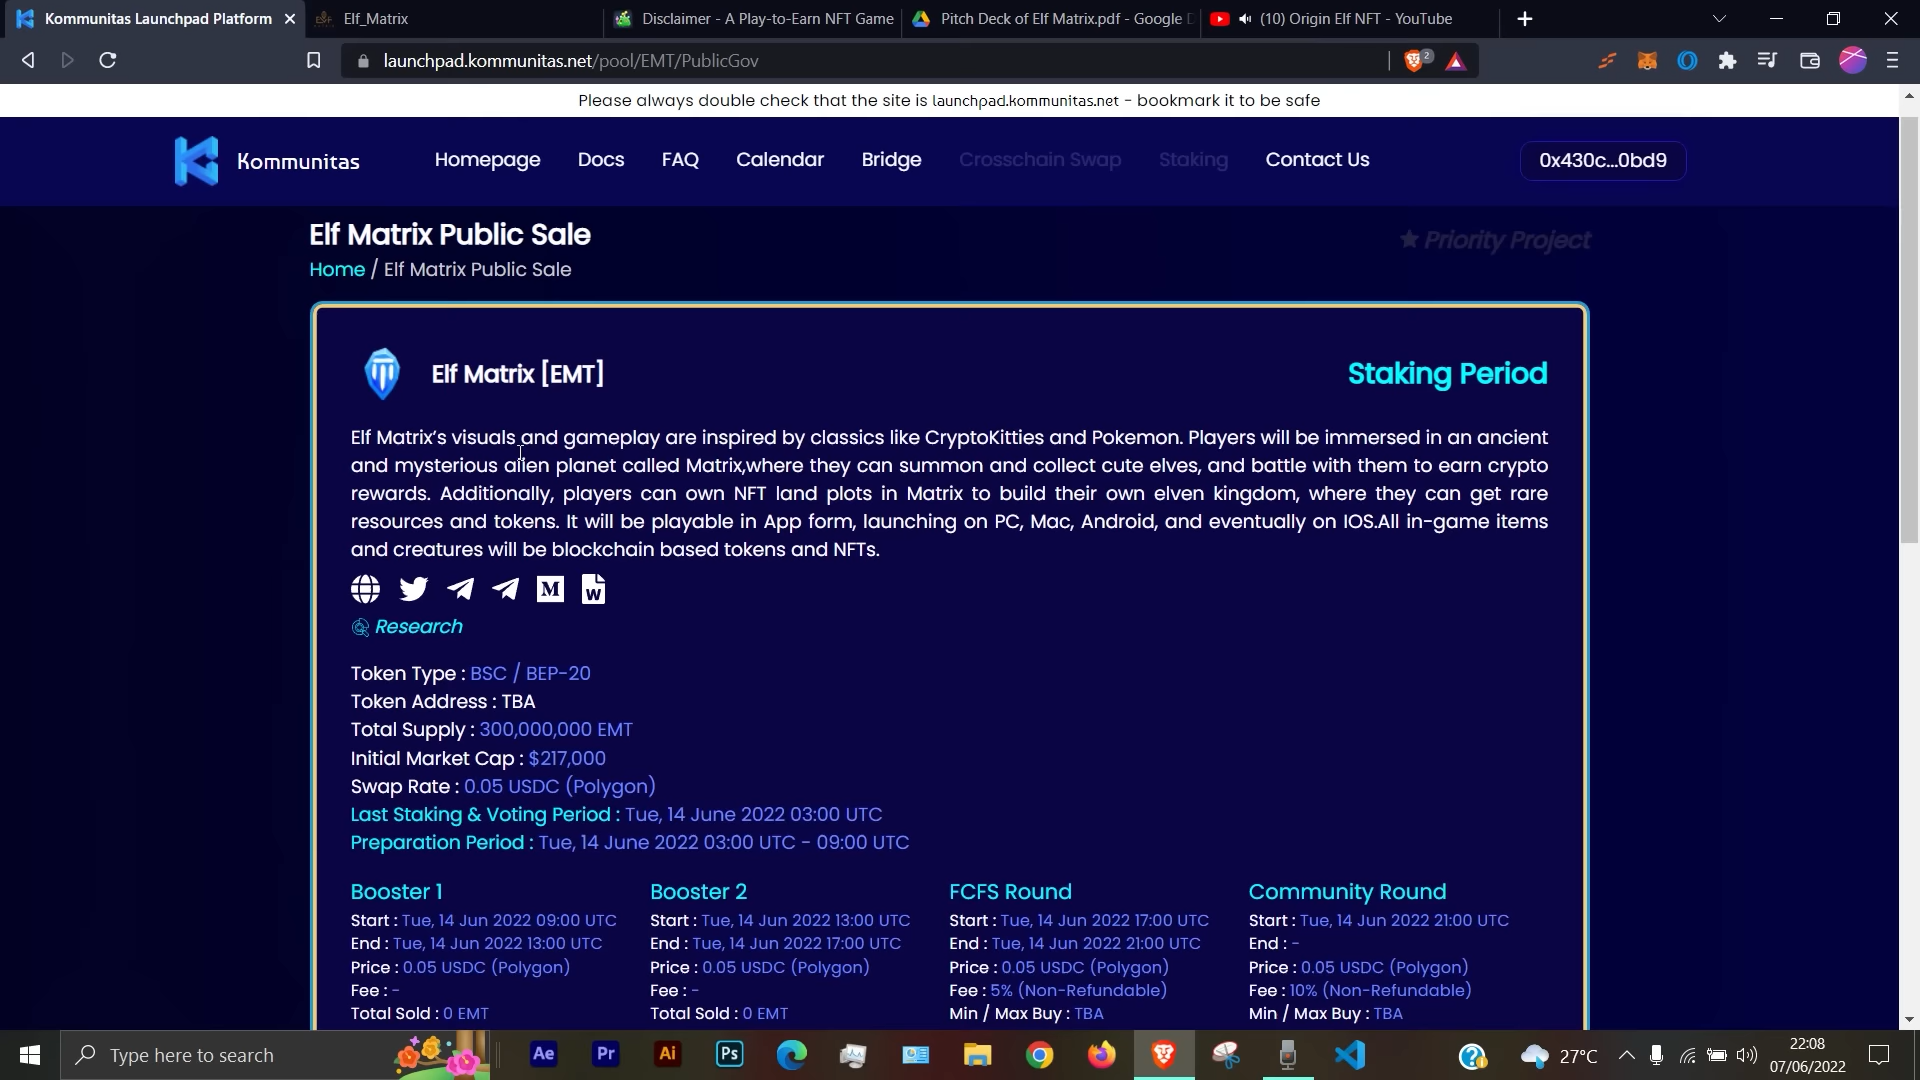 Kommunitas Launchpad Platform
Elf_Matrix
Disclaimer - A Play-to-Earn NFT Game
Pitch Deck of Elf Matrix.pdf - Google D
(10) Origin Elf NFT - YouTube
launchpad.kommunitas.net/pool/EMT/PublicGov
2
Please always double check that the site is launchpad.kommunitas.net - bookmark it to be safe
Kommunitas
Homepage
Docs
FAQ
Calendar
Bridge
Crosschain Swap
Staking
Contact Us
0x430c...0bd9
Elf Matrix Public Sale
Priority Project
Home / Elf Matrix Public Sale
Elf Matrix [EMT]
Staking Period
Elf Matrix's visuals and gameplay are inspired by classics like CryptoKitties and Pokemon. Players will be immersed in an ancient
and mysterious alien planet called Matrix,where they can summon and collect cute elves, and battle with them to earn crypto
rewards. Additionally, players can own NFT land plots in Matrix to build their own elven kingdom, where they can get rare
resources and tokens. It will be playable in App form, launching on PC, Mac, Android, and eventually on IOS.All in-game items
and creatures will be blockchain based tokens and NFTs.
M
W
Research
Token Type : BSC / BEP-20
Token Address : TBA
Total Supply : 300,000,000 EMT
Initial Market Cap : $217,000
Swap Rate : 0.05 USDC (Polygon)
Last Staking & Voting Period : Tue, 14 June 2022 03:00 UTC
Preparation Period : Tue, 14 June 2022 03:00 UTC - 09:00 UTC
Booster 1
Start : Tue, 14 Jun 2022 09:00 UTC
End : Tue, 14 Jun 2022 13:00 UTC
Price : 0.05 USDC (Polygon)
Fee : -
Total Sold : 0 EMT
Booster 2
Start : Tue, 14 Jun 2022 13:00 UTC
End : Tue, 14 Jun 2022 17:00 UTC
Price : 0.05 USDC (Polygon)
Fee : -
Total Sold : 0 EMT
FCFS Round
Start : Tue, 14 Jun 2022 17:00 UTC
End : Tue, 14 Jun 2022 21:00 UTC
Price : 0.05 USDC (Polygon)
Fee : 5% (Non-Refundable)
Min / Max Buy : TBA
Community Round
Start : Tue, 14 Jun 2022 21:00 UTC
End : -
Price : 0.05 USDC (Polygon)
Fee : 10% (Non-Refundable)
Min / Max Buy : TBA
Type here to search
Ae
Pr
Ai
Ps
27°C
22:08
07/06/2022